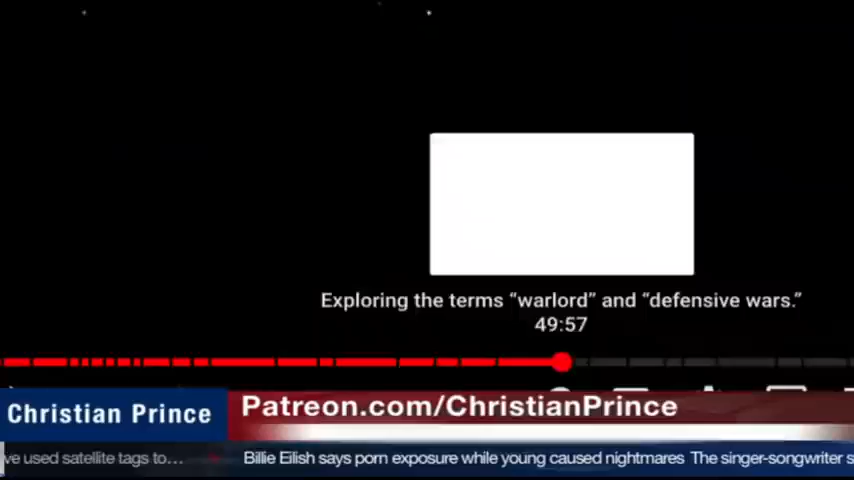 Exploring the terms “warlord” and “defensive wars.”
49:57
Christian Prince
Patreon.com/ChristianPrince
ve used satellite tags to…
Billie Eilish says porn exposure while young caused nightmares The singer-songwriter s